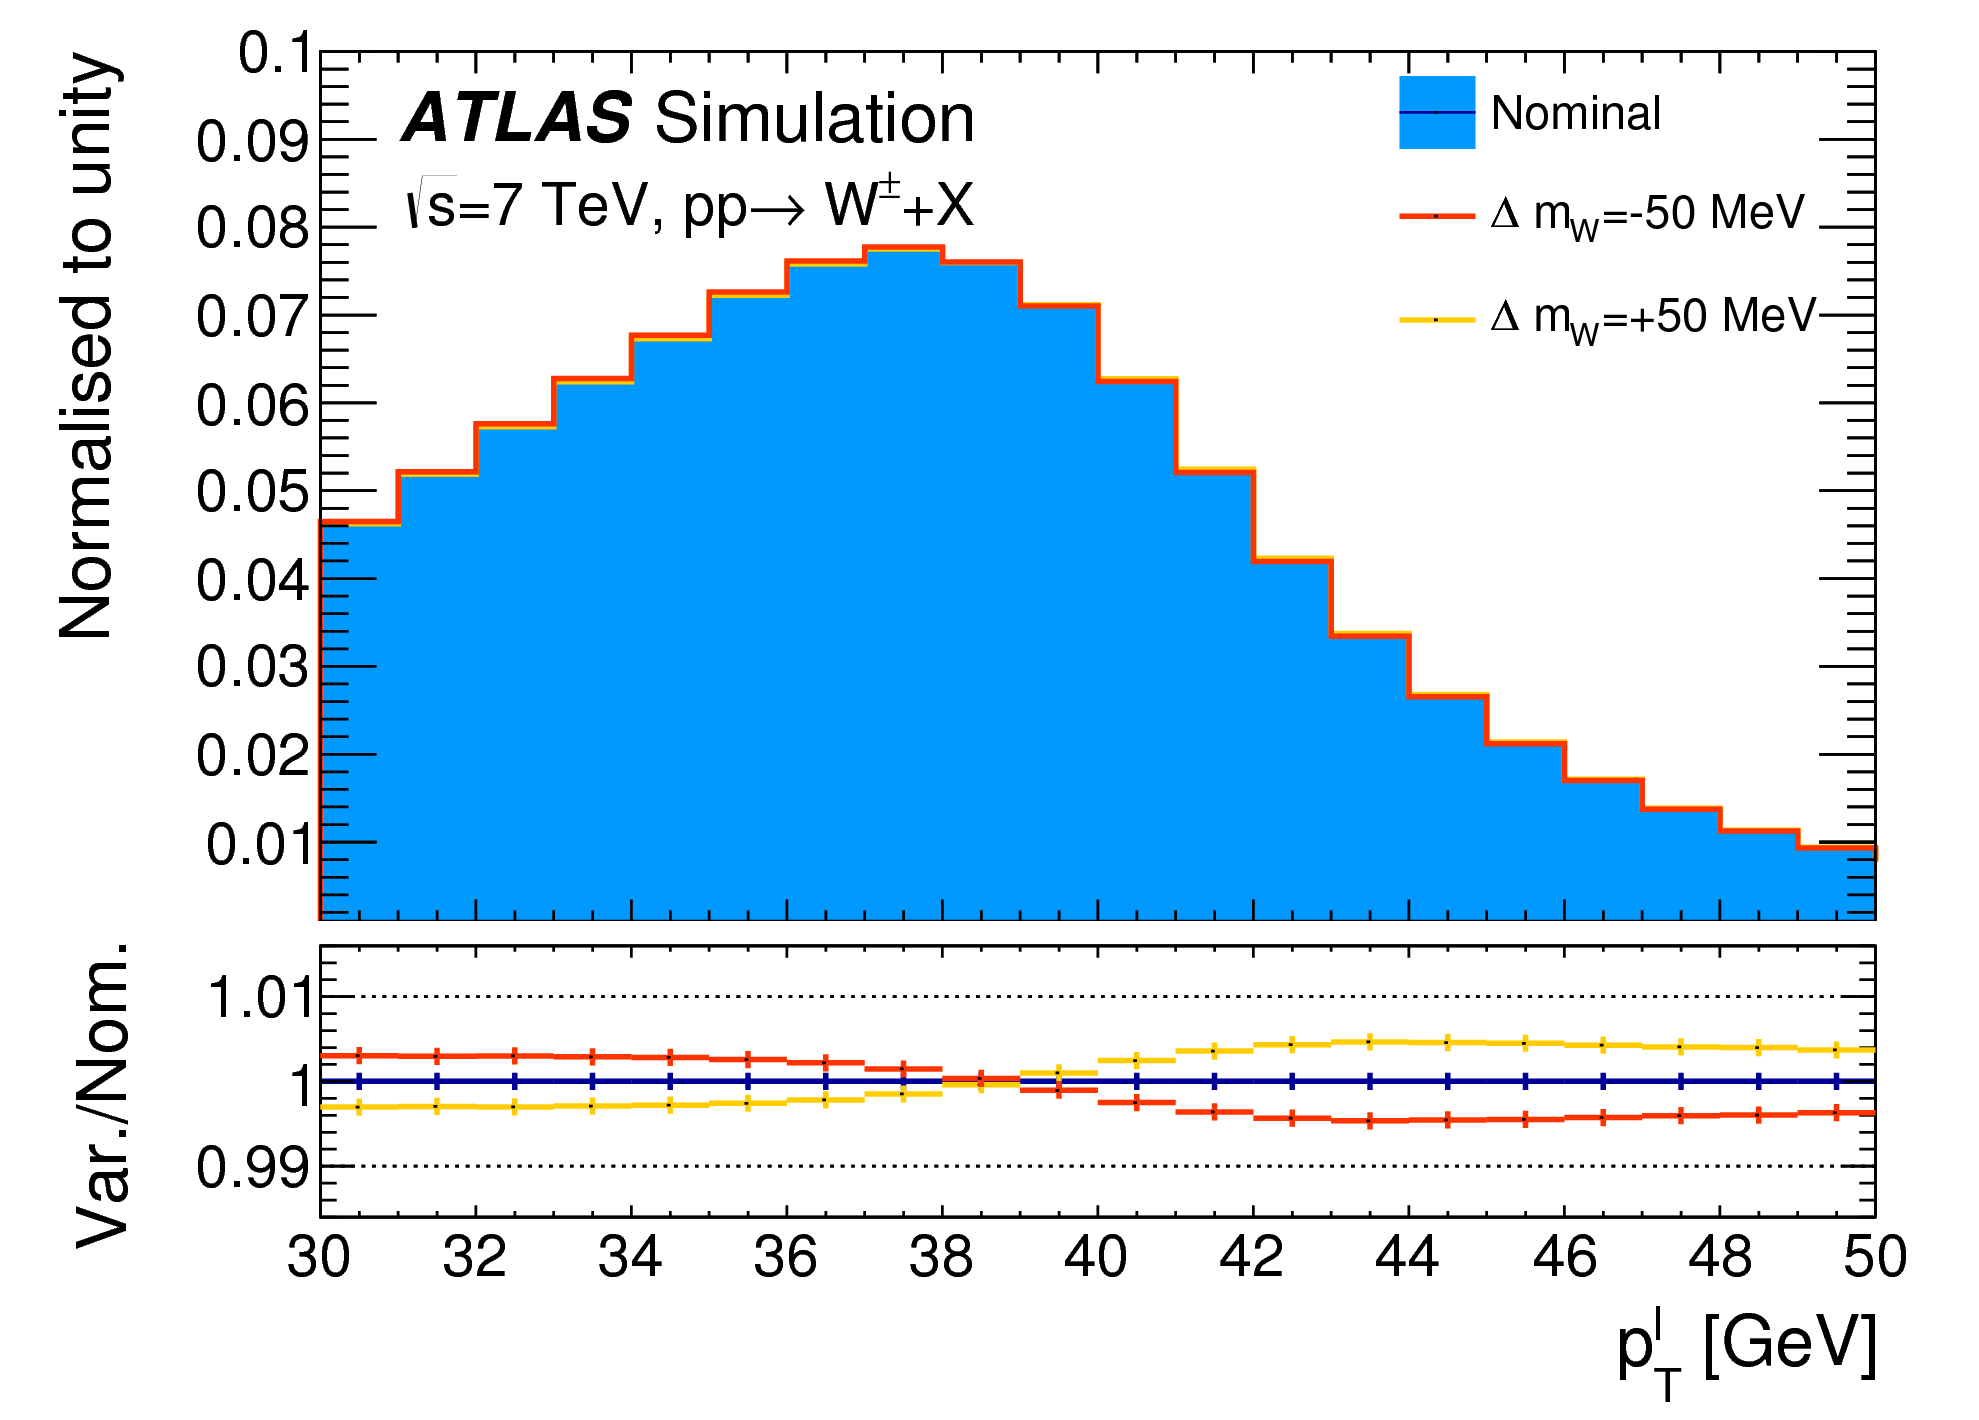 0.1
0.09
0.08
0.07
0.06
0.05
0.04
0.03
0.02
0.01
Normalised to unity
ATLAS Simulation
√s=7 TeV, pp→ W±+X
Nominal
Δ mW=-50 MeV
Δ mW=+50 MeV
Var./Nom.
1.01
1
0.99
30 32 34 36 38 40 42 44 46 48 50
p^l_T [GeV]